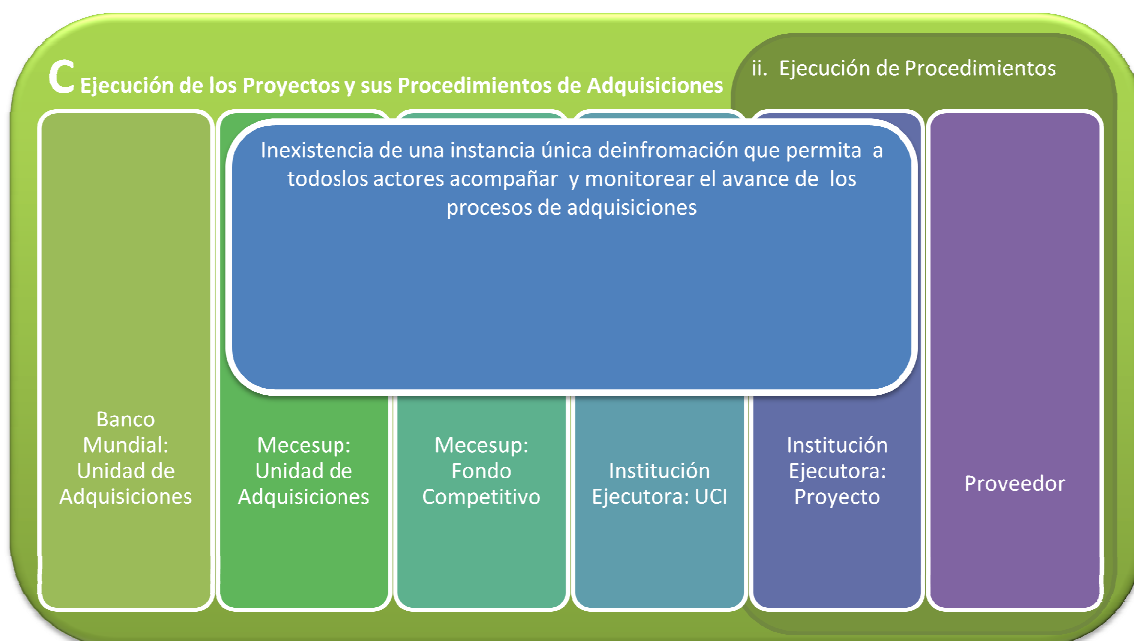 C Ejecución de los Proyectos y sus Procedimientos de Adquisiciones
ii. Ejecución de Procedimientos
Inexistencia de una instancia única deinfromación que permita a
todoslos actores acompañar y monitorear el avance de los
procesos de adquisiciones
Banco
Mundial:
Unidad de
Adquisiciones
Mecesup:
Unidad de
Adquisiciones
Mecesup:
Fondo
Competitivo
Institución
Ejecutora: UCI
Institución
Ejecutora:
Proyecto
Proveedor